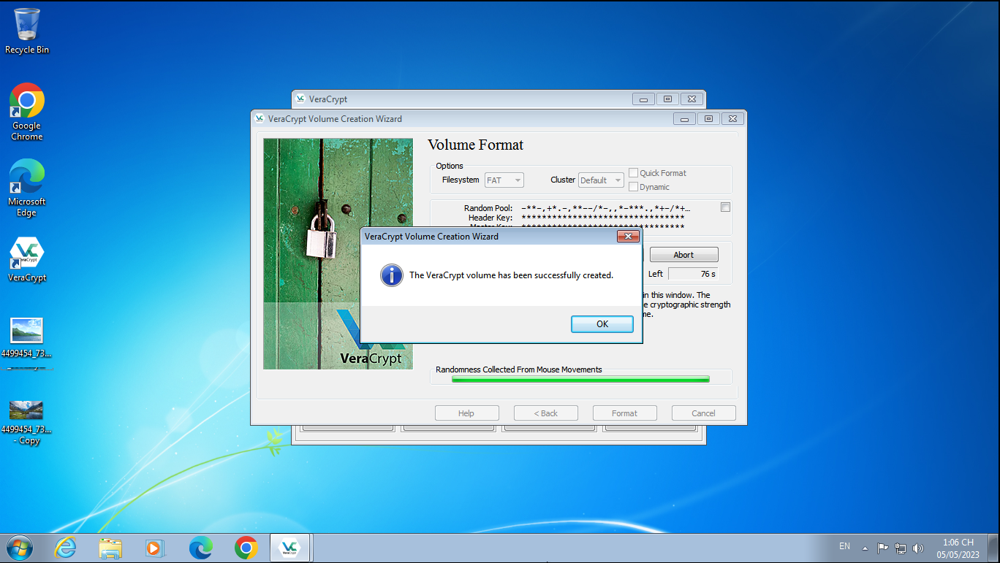 Recycle Bin
Google
Chrome
Microsoft
Edge
VeraCrypt
4499454_73...
4499454_73...
- Copy
VeraCrypt
VeraCrypt Volume Creation Wizard
Volume Format
Options
Filesystem FAT Cluster Default Quick Format
Dynamic
Random Pool: -**-,+*.-,**--/*-,,*-***.,*+-/*+...
Header Key: ********************************
VeraCrypt Volume Creation Wizard
The VeraCrypt volume has been successfully created.
OK
Abort
Left 76 s
in this window. The
cryptographic strength
VeraCrypt
Randomness Collected From Mouse Movements
Help < Back Format Cancel
VeraCrypt
EN
1:06 CH
05/05/2023